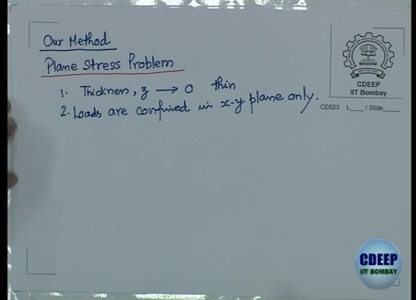 Our Method
Plane Stress Problem
1. Thickness, z → 0 thin
2. Loads are confined in x-y plane only.
CDEEP
IIT Bombay
CE623 L___/ Slide___
CDEEP
IIT BOMBAY